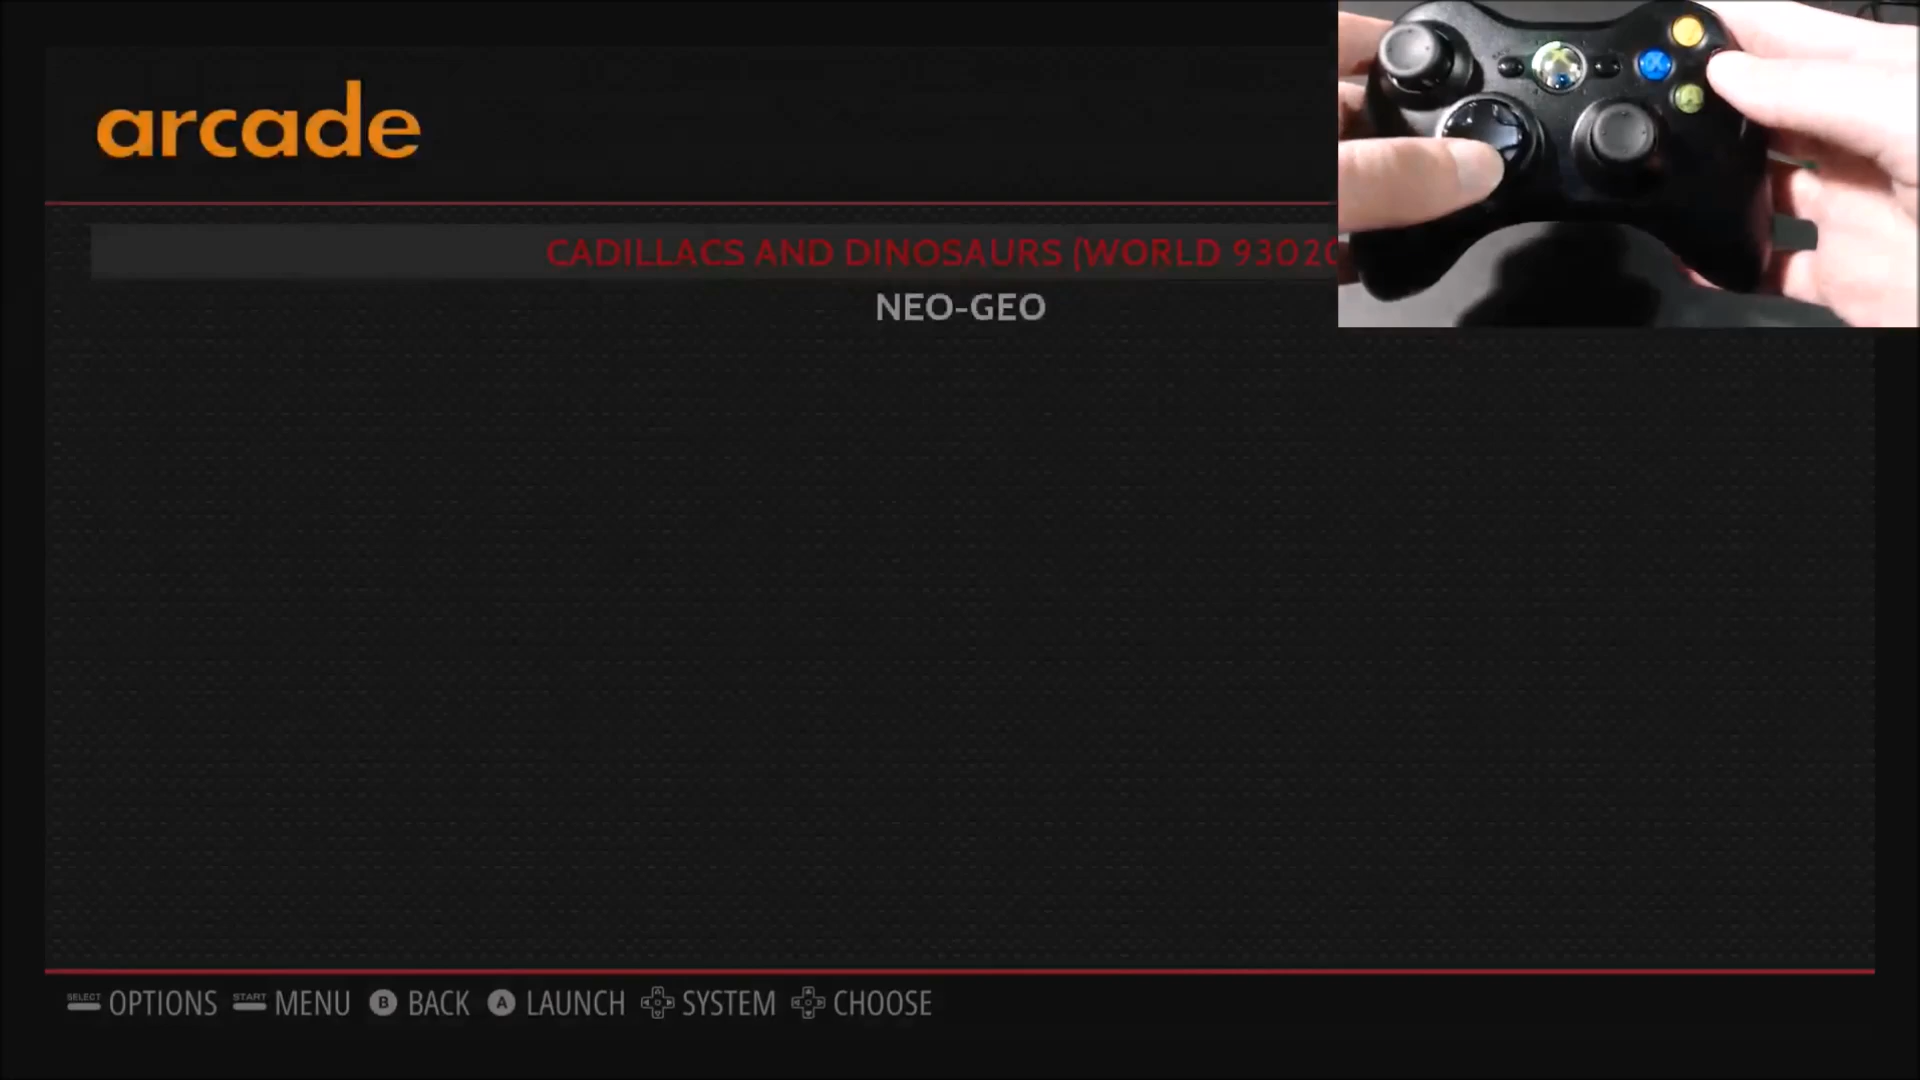 arcade
CADILLACS AND DINOSAURS (WORLD 9302
NEO-GEO
SELECT OPTIONS START MENU B BACK A LAUNCH SYSTEM CHOOSE
X